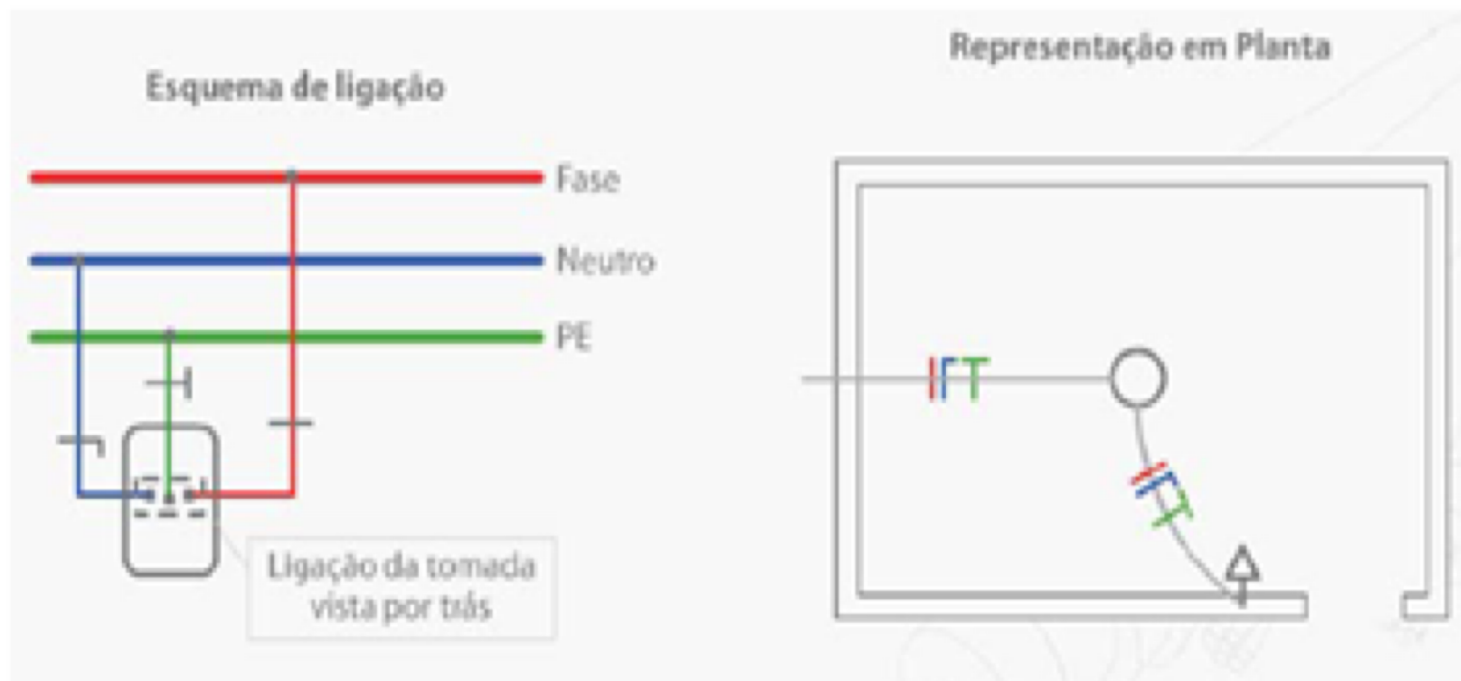 Esquema de ligação
Fase
Neutro
PE
Ligação da tomada
vista por trás
Representação em Planta